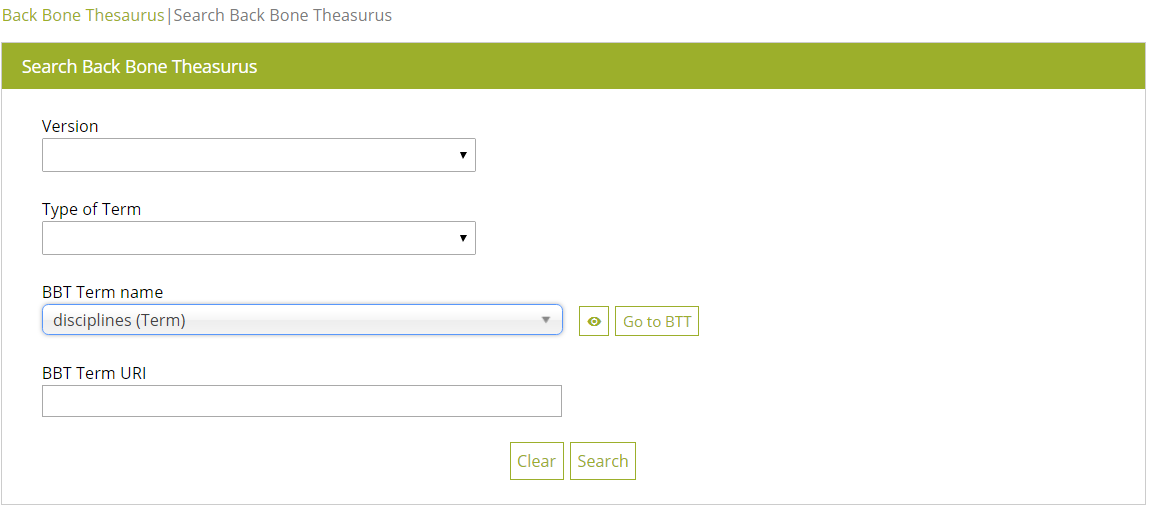 Back Bone Thesaurus|Search Back Bone Theasurus
Search Back Bone Theasurus
Version
Type of Term
BBT Term name
disciplines (Term)
Go to BTT
BBT Term URI
Clear Search